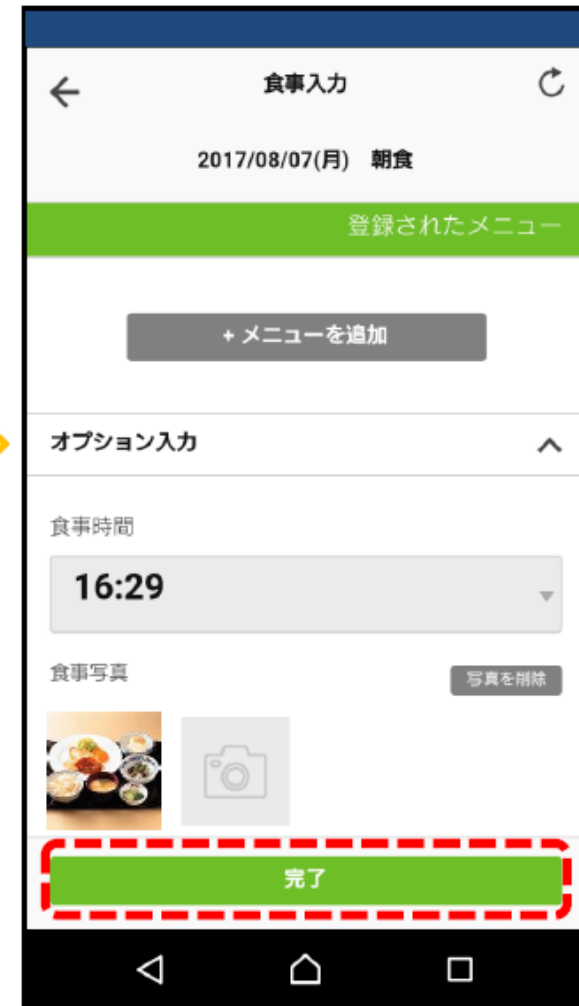 食事入力
2017/08/07(月) 朝食
登録されたメニュー
+ メニューを追加
オプション入力
食事時間
16:29
食事写真
写真を削除
完了